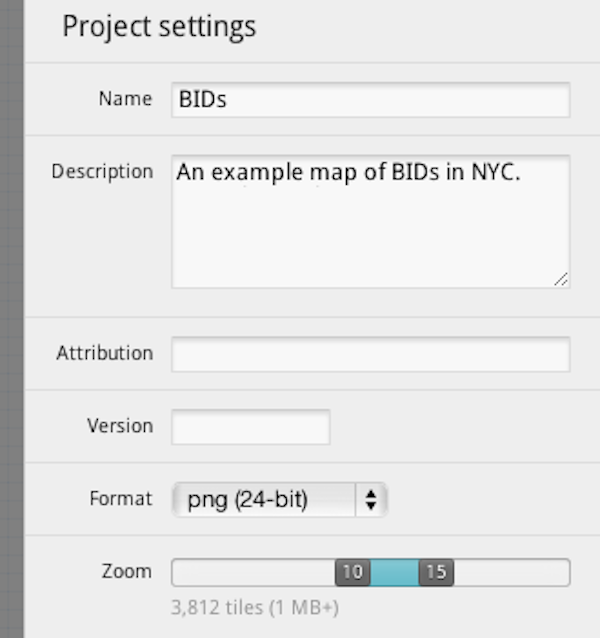 Project settings
Name BIDs
Description An example map of BIDs in NYC.
Attribution
Version
Format png (24-bit)
Zoom 10 15
3,812 tiles (1 MB+)